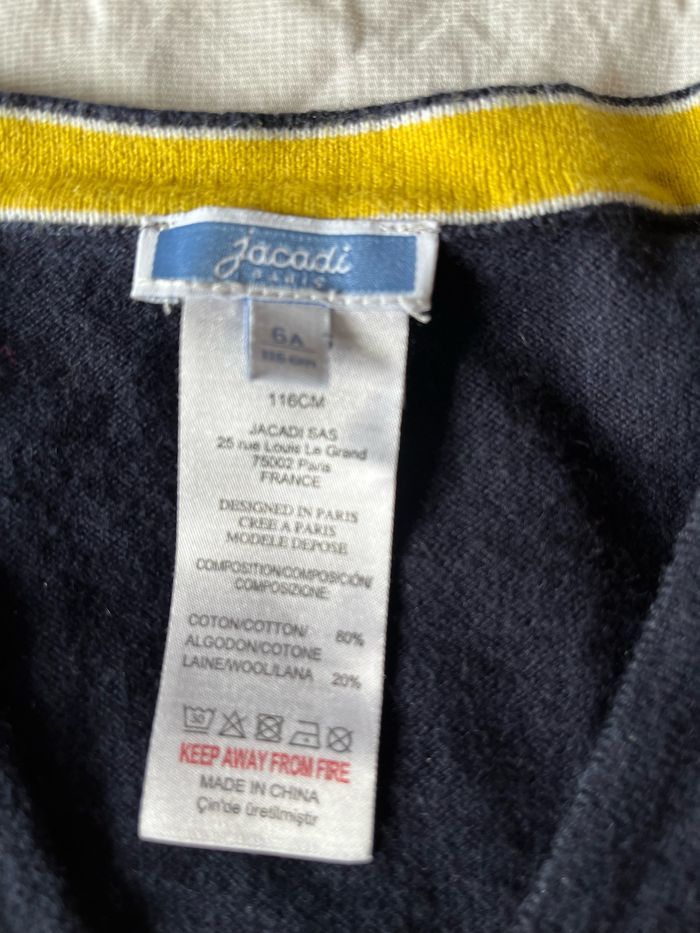 jacadi
PARIS
6A
116 cm
116CM
JACADI SAS
25 rue Louis Le Grand
75002 Paris
FRANCE
DESIGNED IN PARIS
CREE A PARIS
MODELE DEPOSE
COMPOSITION/COMPOSICIÓN/
COMPOSIZIONE
COTON/COTTON/ 80%
ALGODON/COTONE
LAINE/WOOL/LANA 20%
30
KEEP AWAY FROM FIRE
MADE IN CHINA
Çin'de üretilmiştir